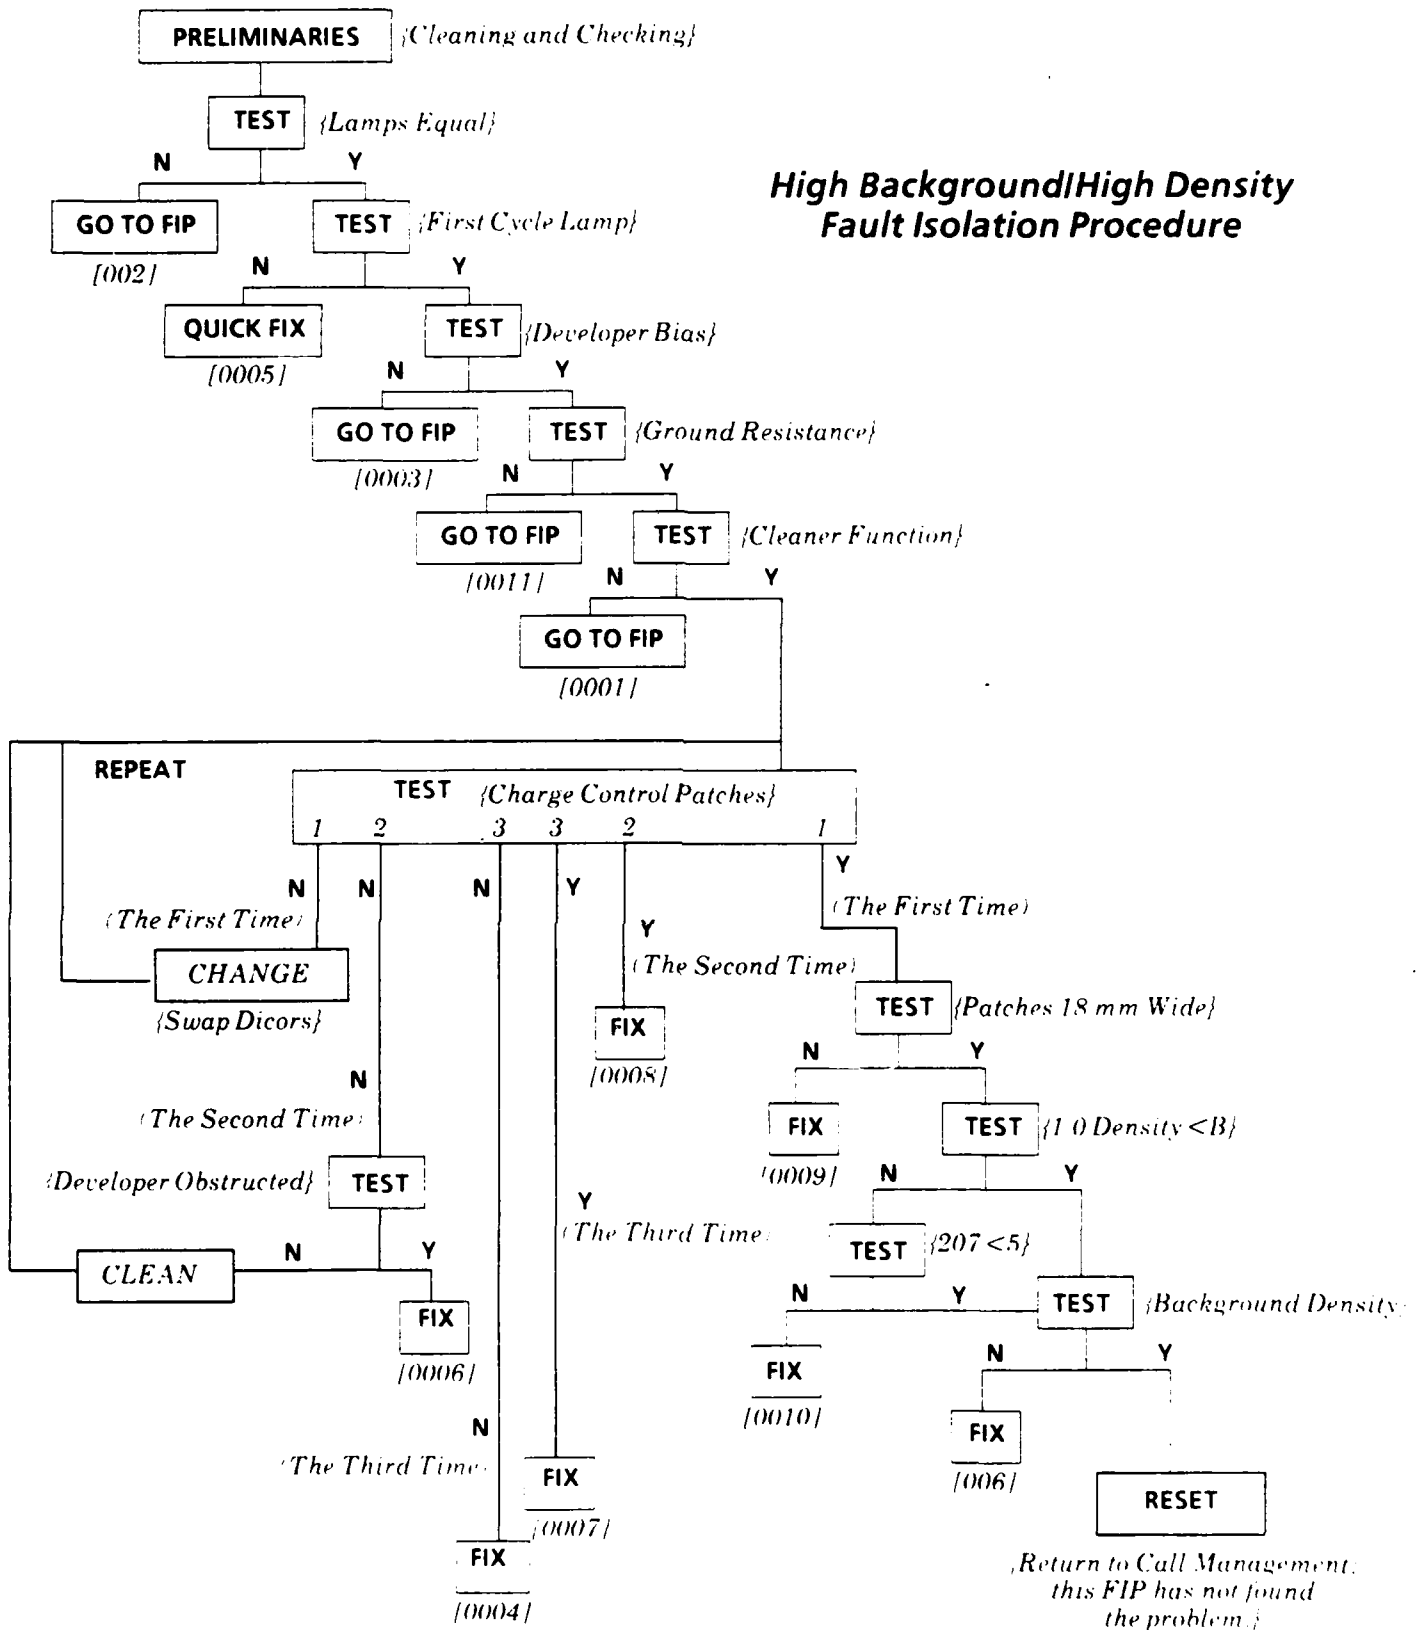 PRELIMINARIES {Cleaning and Checking}
TEST {Lamps Equal}
N Y
High Background/High Density
Fault Isolation Procedure
GO TO FIP TEST {First Cycle Lamp}
[002]
N Y
QUICK FIX TEST {Developer Bias}
[0005]
N Y
GO TO FIP TEST {Ground Resistance}
[0003]
N Y
GO TO FIP TEST {Cleaner Function}
[0011]
N Y
GO TO FIP
[0001]
REPEAT
TEST {Charge Control Patches}
1 2 3 3 2 1
Y
N N N Y
(The First Time) (The First Time)
Y
(The Second Time)
CHANGE
{Swap Dicors}
TEST {Patches 18 mm Wide}
FIX
[0008]
N Y
N
(The Second Time)
FIX TEST {1 0 Density <B}
[0009]
{Developer Obstructed} TEST
N Y
Y
(The Third Time)
TEST {207 <5}
N Y
CLEAN
N Y TEST {Background Density}
FIX
[0006]
N Y
FIX
[0010]
N
(The Third Time)
FIX
[006]
FIX
[0007]
RESET
FIX
[0004]
{Return to Call Management;
this FIP has not found
the problem.}